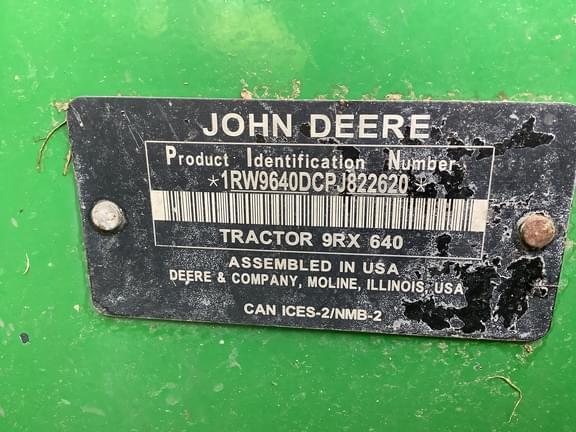 JOHN DEERE
Product Identification Number
*1RW9640DCPJ822620*
TRACTOR 9RX 640
ASSEMBLED IN USA
DEERE & COMPANY, MOLINE, ILLINOIS, USA
CAN ICES-2/NMB-2